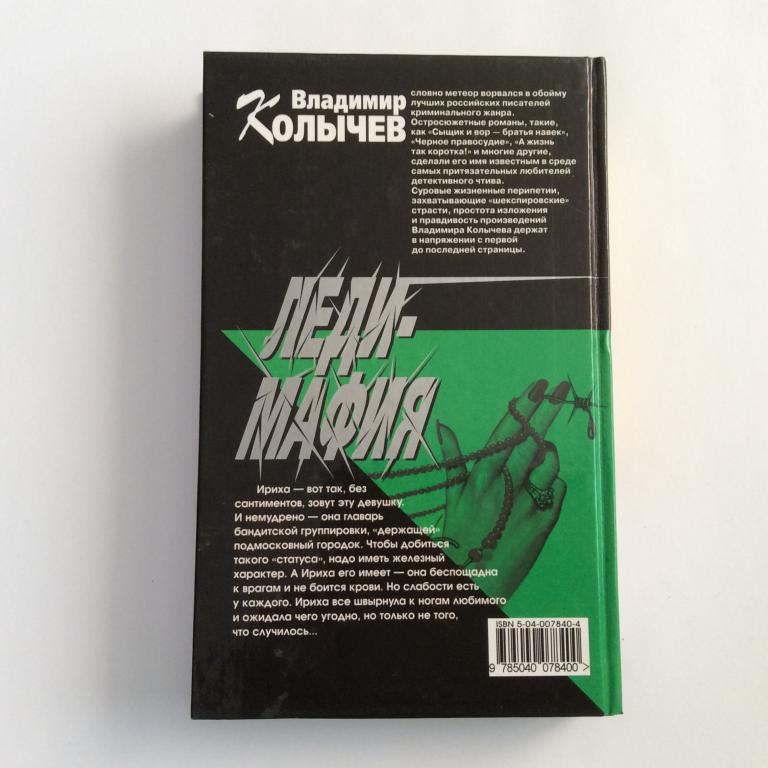 Владимир
Колычев
словно метеор ворвался в обойму
лучших российских писателей
криминального жанра.
Остросюжетные романы, такие,
как «Сыщик и вор — братья навек»,
«Черное правосудие», «А жизнь
так коротка!» и многие другие,
сделали его имя известным в среде
самых притязательных любителей
детективного чтива.
Суровые жизненные перипетии,
захватывающие «шекспировские»
страсти, простота изложения
и правдивость произведений
Владимира Колычева держат
в напряжении с первой
до последней страницы.
ЛЕДИ-
МАФИЯ
Ириха — вот так, без
сантиментов, зовут эту девушку.
И немудрено — она главарь
бандитской группировки, «держащей»
подмосковный городок. Чтобы добиться
такого «статуса», надо иметь железный
характер. А Ириха его имеет — она беспощадна
к врагам и не боится крови. Но слабости есть
у каждого. Ириха все швырнула к ногам любимого
и ожидала чего угодно, но только не того,
что случилось...
ISBN 5-04-007840-4
9 785040 078400 >